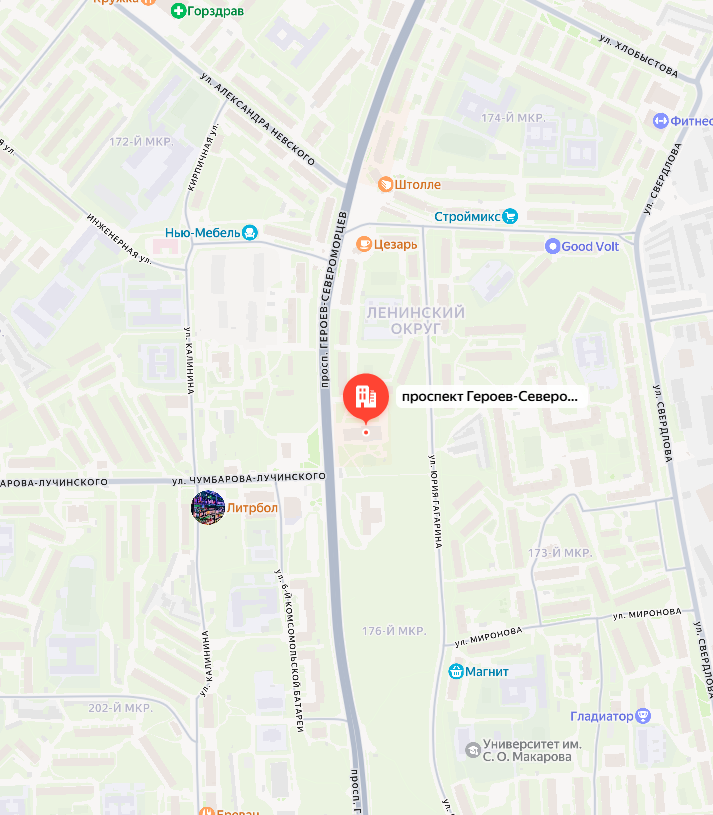 Кружка
Горздрав
ул. ХЛОБЫСТОВА
ул. АЛЕКСАНДРА НЕВСКОГО
174-Й МКР.
Фитнес
172-Й МКР.
КИРПИЧНАЯ ул.
Штолле
ул. СВЕРДЛОВА
Строймикс
Нью-Мебель
ИНЖЕНЕРНАЯ ул.
Цезарь
Good Volt
просп. ГЕРОЕВ-СЕВЕРОМОРЦЕВ
ЛЕНИНСКИЙ
ОКРУГ
ул. КАЛИНИНА
проспект Героев-Северо...
ул. СВЕРДЛОВА
АРОВА-ЛУЧИНСКОГО
ул. ЧУМБАРОВА-ЛУЧИНСКОГО
ул. ЮРИЯ ГАГАРИНА
Литрбол
173-Й МКР.
ул. 6-Й КОМСОМОЛЬСКОЙ БАТАРЕИ
176-Й МКР.
ул. МИРОНОВА
ул. МИРОНОВА
ул. СВЕРДЛОВА
ул. КАЛИНИНА
Магнит
202-Й МКР.
Гладиатор
Университет им.
С. О. Макарова
просп. Г
ул.
Ереван